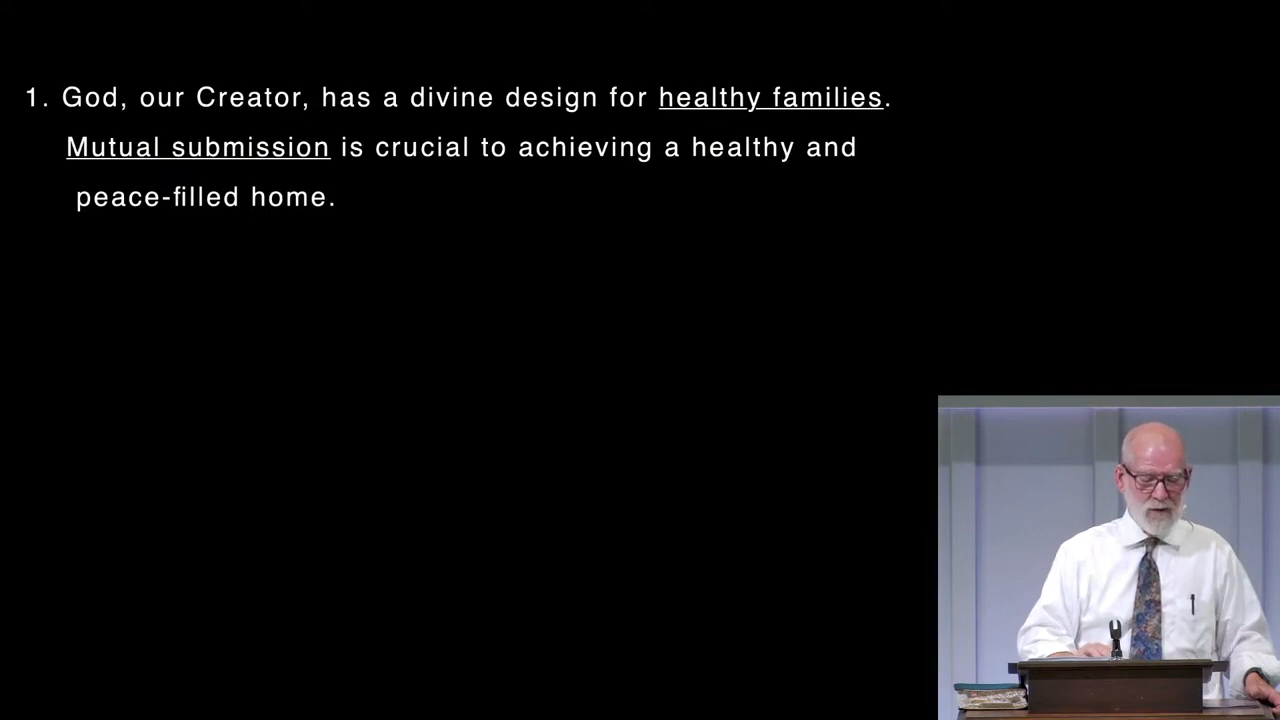 1. God, our Creator, has a divine design for healthy families.
Mutual submission is crucial to achieving a healthy and
peace-filled home.